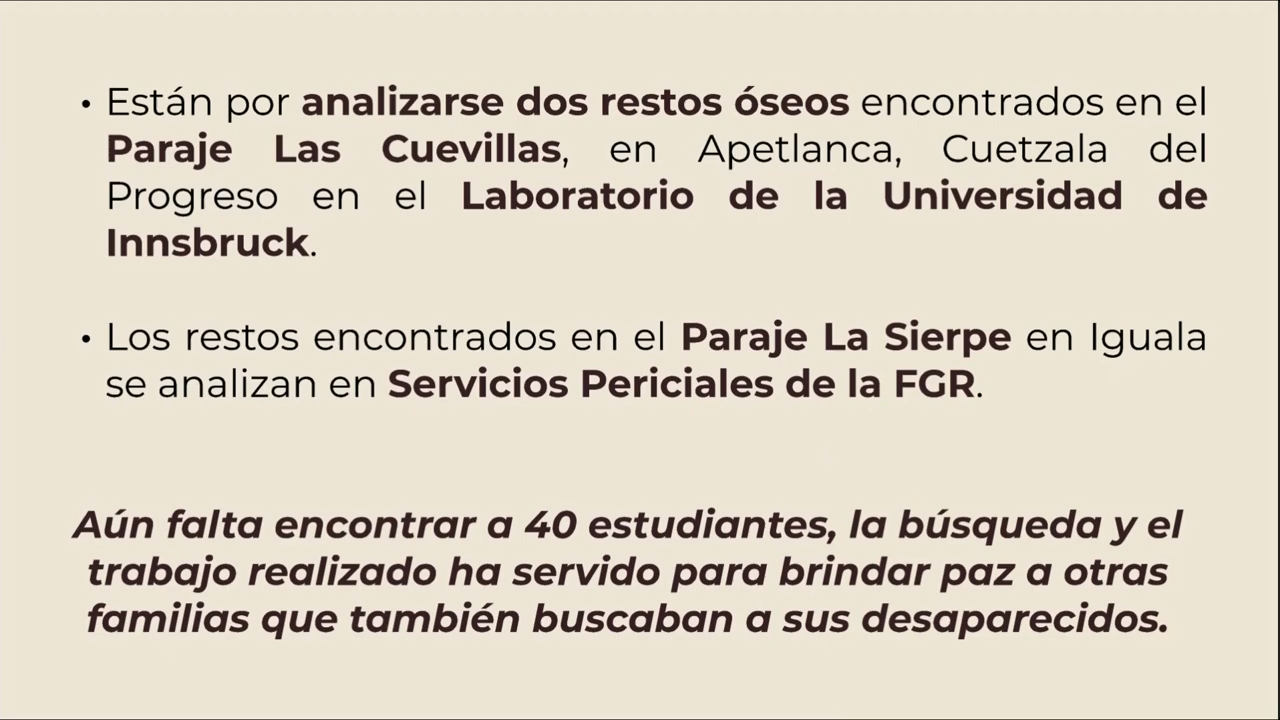 • Están por analizarse dos restos óseos encontrados en el
Paraje Las Cuevillas, en Apetlanca, Cuetzala del
Progreso en el Laboratorio de la Universidad de
Innsbruck.
• Los restos encontrados en el Paraje La Sierpe en Iguala
se analizan en Servicios Periciales de la FGR.
Aún falta encontrar a 40 estudiantes, la búsqueda y el
trabajo realizado ha servido para brindar paz a otras
familias que también buscaban a sus desaparecidos.